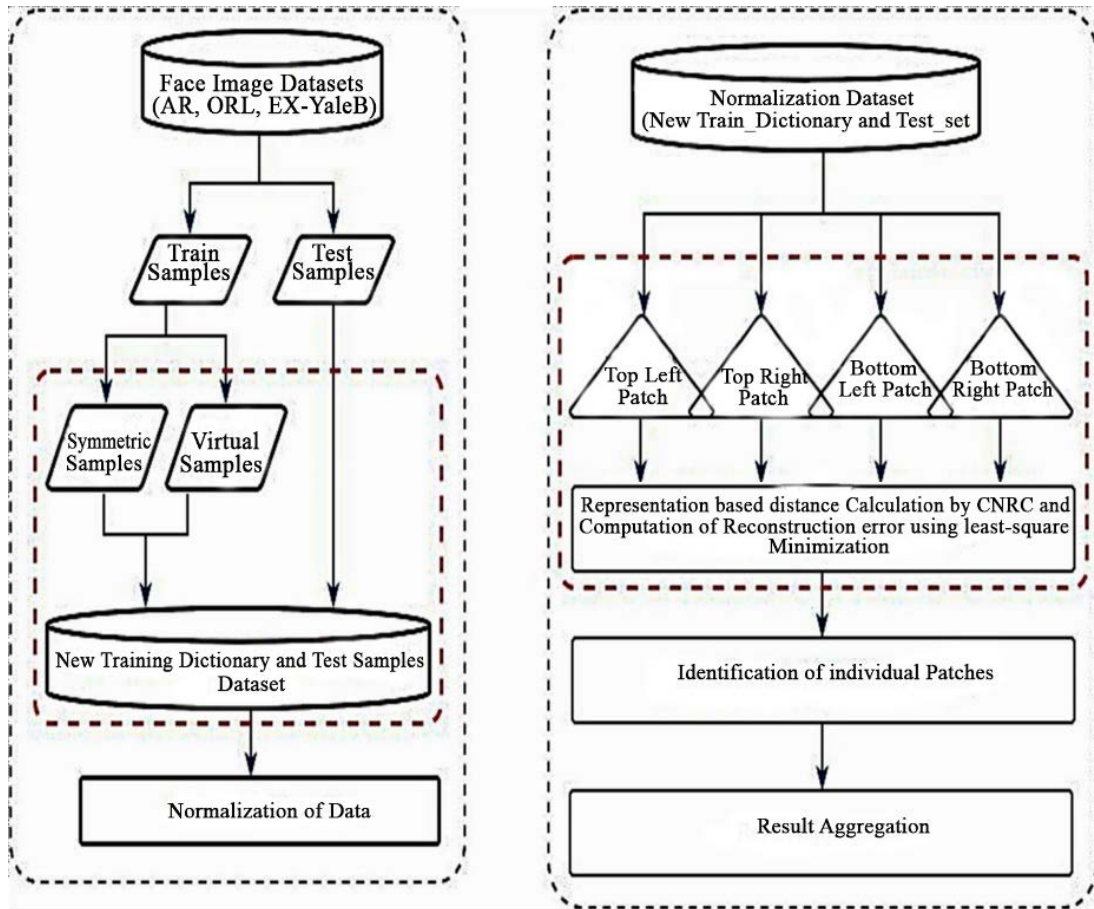 Face Image Datasets
(AR, ORL, EX-YaleB)
Train
Samples
Test
Samples
Symmetric
Samples
Virtual
Samples
New Training Dictionary and Test Samples
Dataset
Normalization of Data
Normalization Dataset
(New Train_Dictionary and Test_set
Top Left
Patch
Top Right
Patch
Bottom
Left Patch
Bottom
Right Patch
Representation based distance Calculation by CNRC and
Computation of Reconstruction error using least-square
Minimization
Identification of individual Patches
Result Aggregation